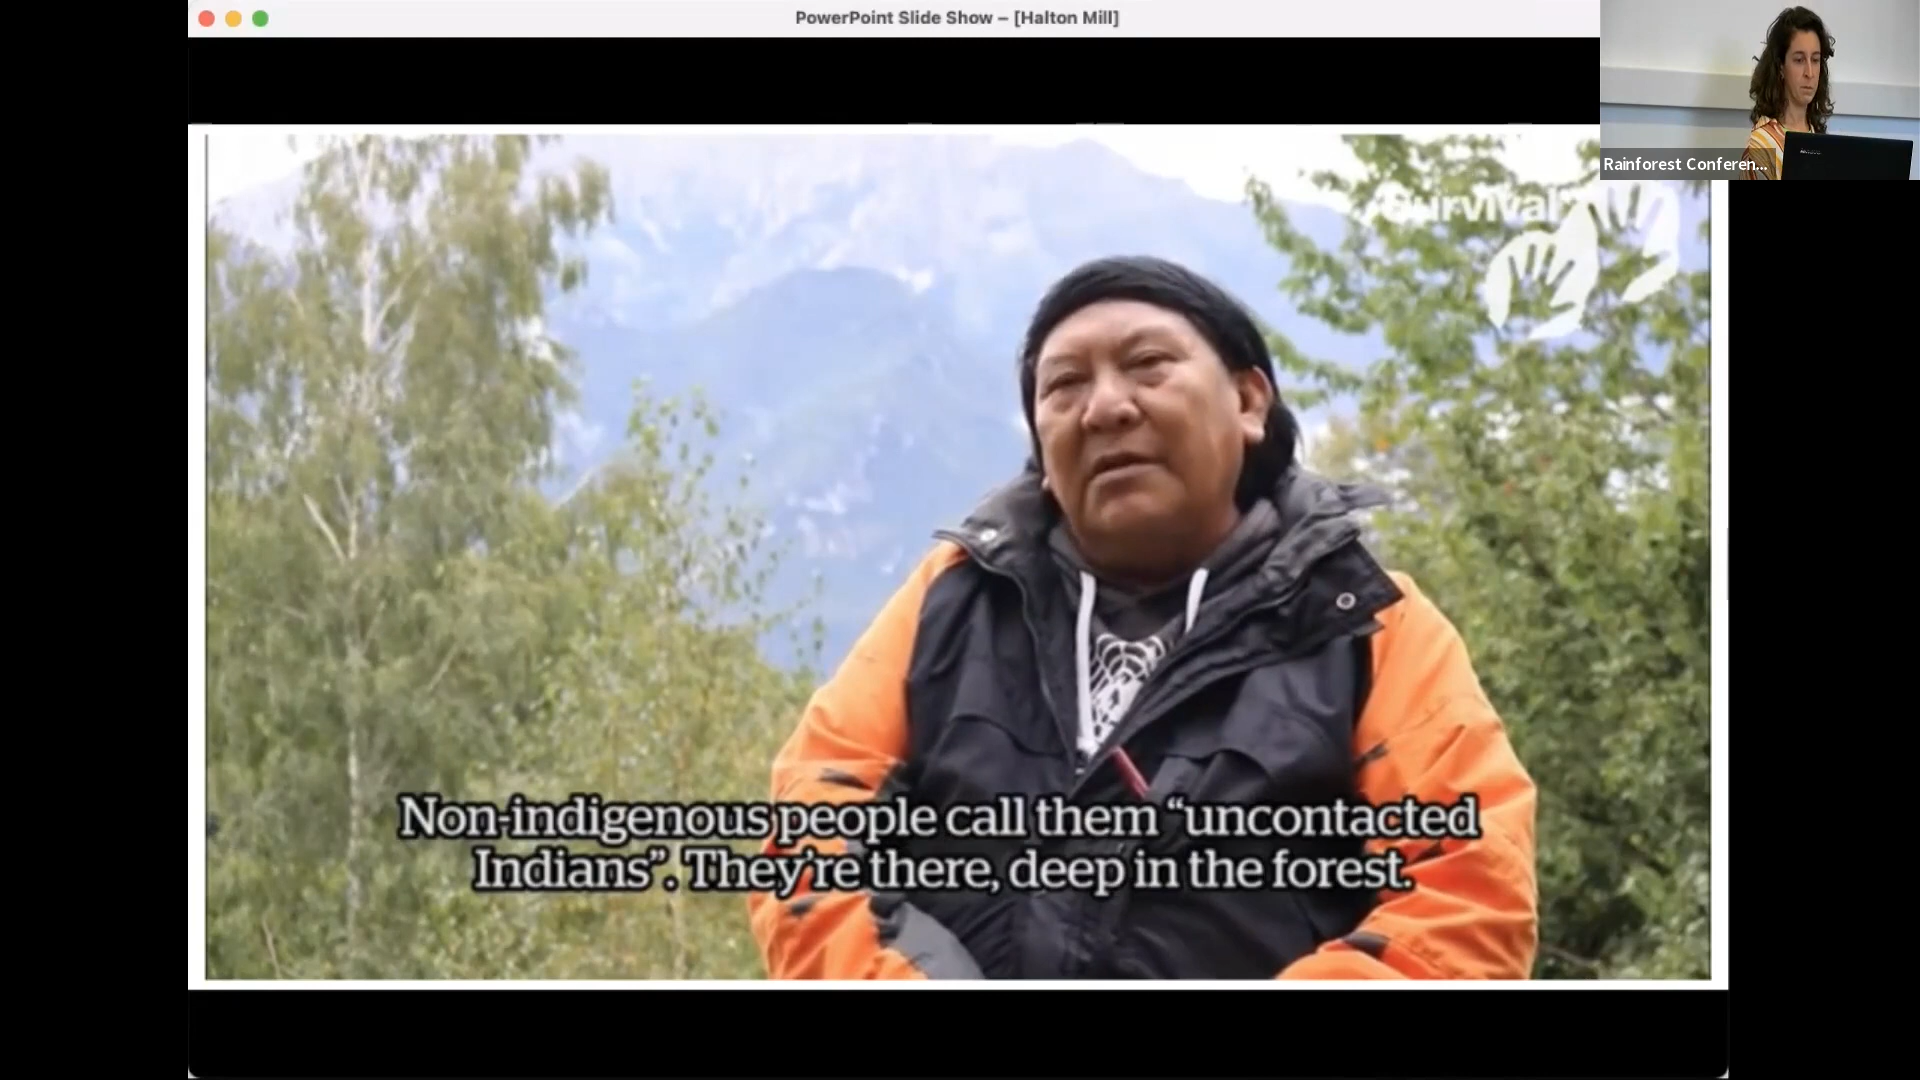 PowerPoint Slide Show – [Halton Mill]
Rainforest Conferen...
Survival
Non-indigenous people call them “uncontacted
Indians”. They’re there, deep in the forest.